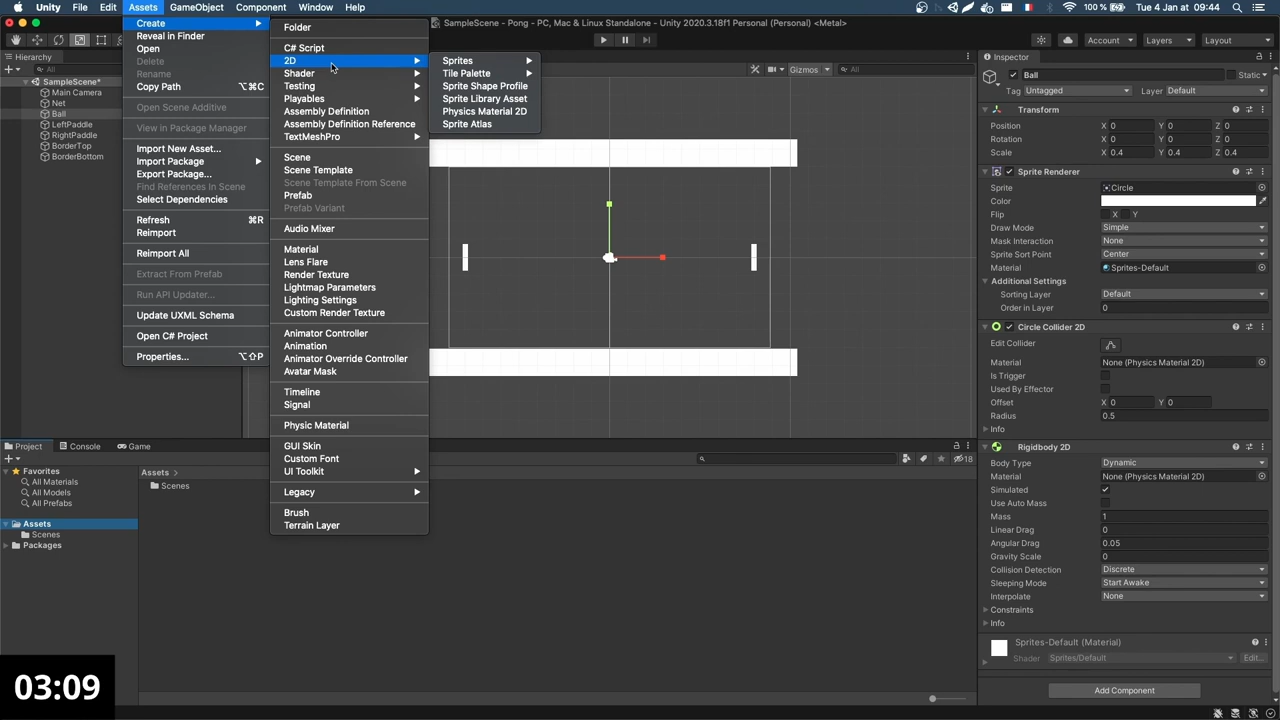 Unity File Edit Assets GameObject Component Window Help 100 % Tue 4 Jan at 09:44
SampleScene - Pong - PC, Mac & Linux Standalone - Unity 2020.3.18f1 Personal (Personal) <Metal>
Account Layers Layout
Hierarchy
All
SampleScene*
Main Camera
Net
Ball
LeftPaddle
RightPaddle
BorderTop
BorderBottom
Create
Reveal in Finder
Open
Delete
Rename
Copy Path ⌥⌘C
Open Scene Additive
View in Package Manager
Import New Asset...
Import Package
Export Package...
Find References In Scene
Select Dependencies
Refresh ⌘R
Reimport
Reimport All
Extract From Prefab
Run API Updater...
Update UXML Schema
Open C# Project
Properties... ⌥⇧P
Folder
C# Script
2D
Shader
Testing
Playables
Assembly Definition
Assembly Definition Reference
TextMeshPro
Scene
Scene Template
Scene Template From Scene
Prefab
Prefab Variant
Audio Mixer
Material
Lens Flare
Render Texture
Lightmap Parameters
Lighting Settings
Custom Render Texture
Animator Controller
Animation
Animator Override Controller
Avatar Mask
Timeline
Signal
Physic Material
GUI Skin
Custom Font
UI Toolkit
Legacy
Brush
Terrain Layer
Sprites
Tile Palette
Sprite Shape Profile
Sprite Library Asset
Physics Material 2D
Sprite Atlas
Gizmos All
Inspector
Ball Static
Tag Untagged Layer Default
Transform
Position X 0 Y 0 Z 0
Rotation X 0 Y 0 Z 0
Scale X 0.4 Y 0.4 Z 0.4
Sprite Renderer
Sprite Circle
Color
Flip X Y
Draw Mode Simple
Mask Interaction None
Sprite Sort Point Center
Material Sprites-Default
Additional Settings
Sorting Layer Default
Order in Layer 0
Circle Collider 2D
Edit Collider
Material None (Physics Material 2D)
Is Trigger
Used By Effector
Offset X 0 Y 0
Radius 0.5
Info
Rigidbody 2D
Body Type Dynamic
Material None (Physics Material 2D)
Simulated
Use Auto Mass
Mass 1
Linear Drag 0
Angular Drag 0.05
Gravity Scale 0
Collision Detection Discrete
Sleeping Mode Start Awake
Interpolate None
Constraints
Info
Sprites-Default (Material)
Shader Sprites/Default Edit...
Add Component
Project Console Game
18
Favorites
All Materials
All Models
All Prefabs
Assets
Scenes
Packages
Assets
Scenes
03:09